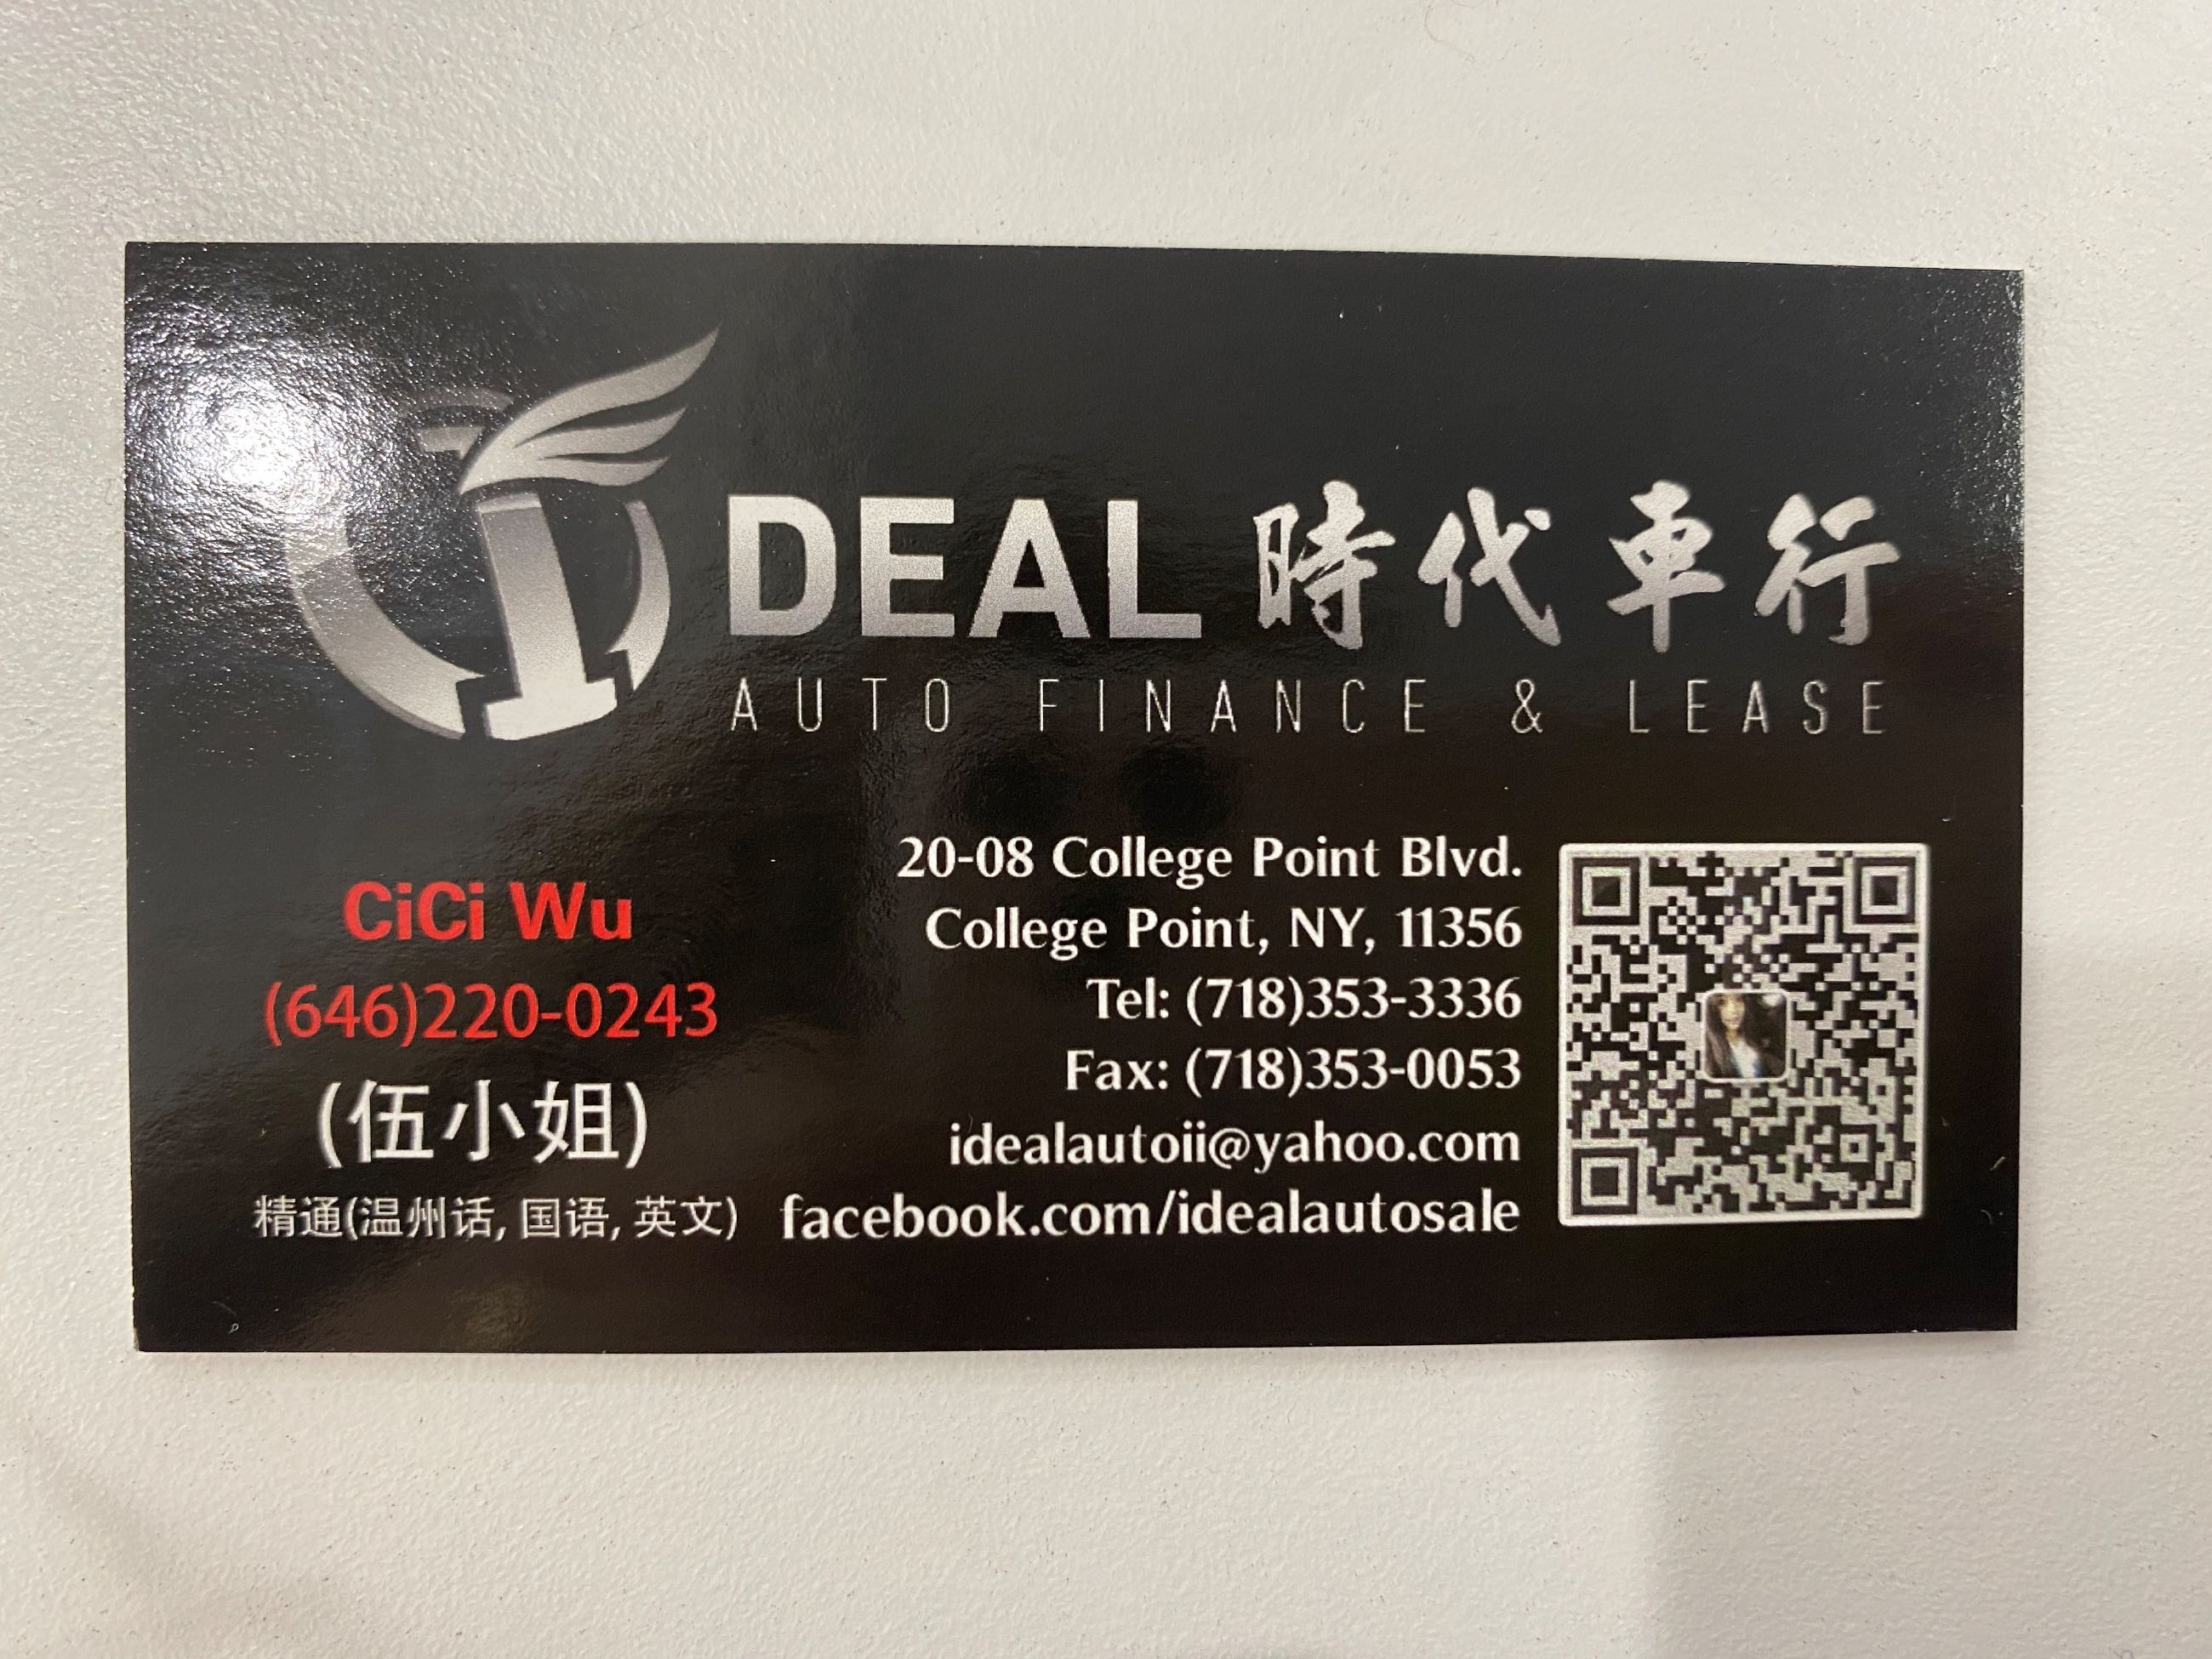 IDEAL 時代車行
AUTO FINANCE & LEASE
CiCi Wu
(646)220-0243
(伍小姐)
精通(温州话, 国语, 英文)
20-08 College Point Blvd.
College Point, NY, 11356
Tel: (718)353-3336
Fax: (718)353-0053
idealautoii@yahoo.com
facebook.com/idealautosale